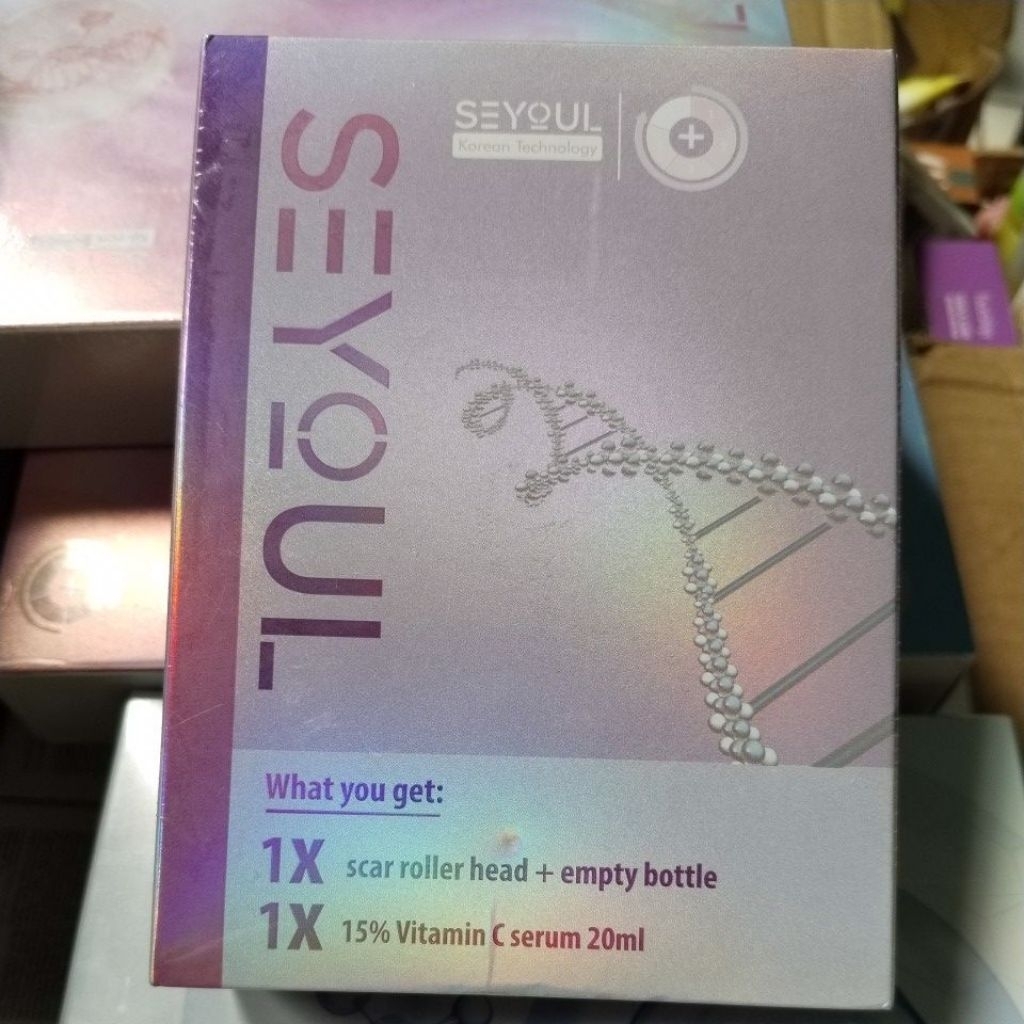 SEYOUL
Korean Technology
SEYOUL
What you get:
1X scar roller head + empty bottle
1X 15% Vitamin C serum 20ml